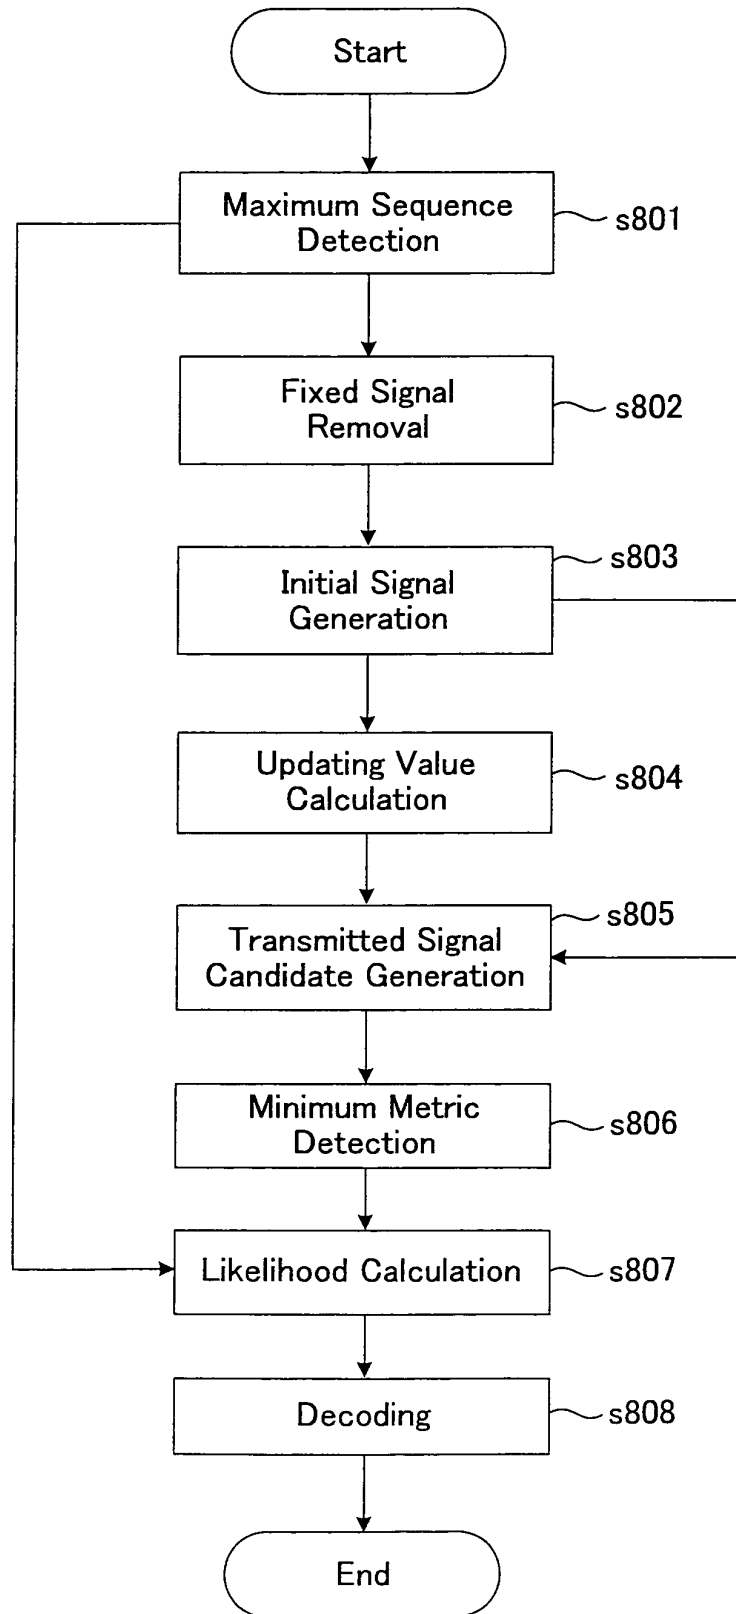 Start
Maximum Sequence
Detection
s801
Fixed Signal
Removal
s802
Initial Signal
Generation
s803
Updating Value
Calculation
s804
Transmitted Signal
Candidate Generation
s805
Minimum Metric
Detection
s806
Likelihood Calculation
s807
Decoding
s808
End